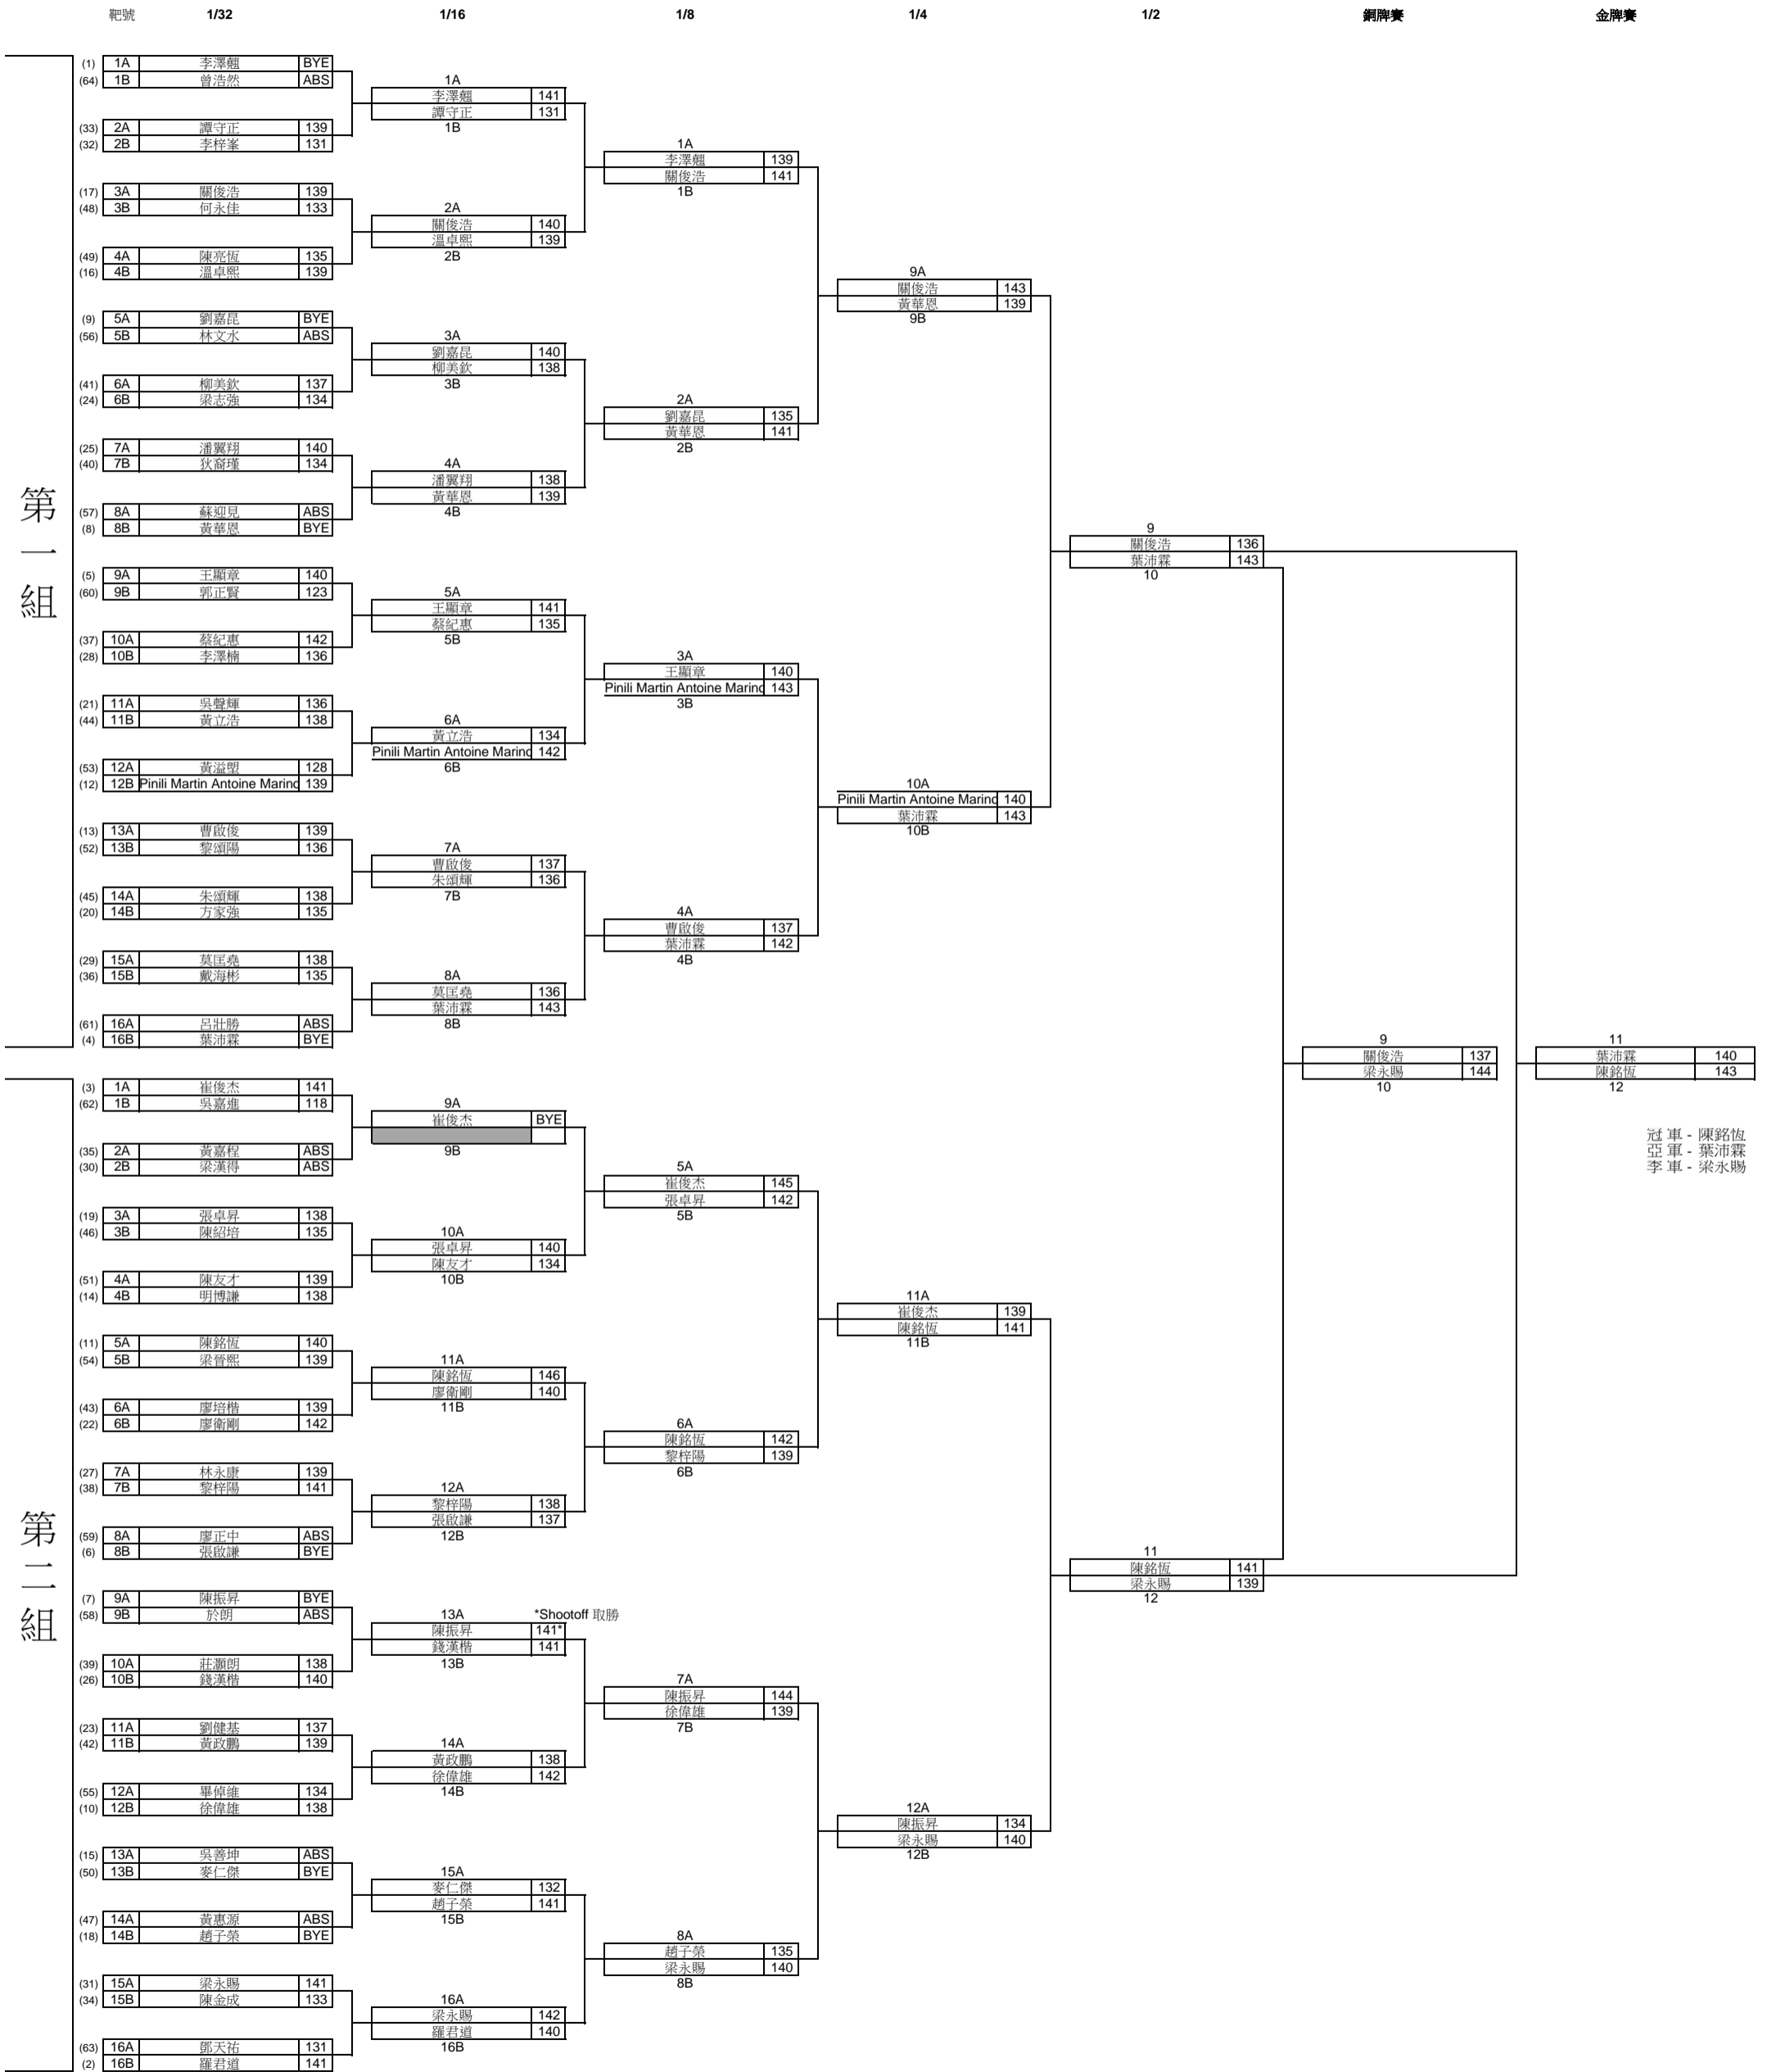 靶號 1/32 1/16 1/8 1/4 1/2 銅牌賽 金牌賽
第一組
(1) 1A 李澤翹 BYE
(64) 1B 曾浩然 ABS
(33) 2A 譚守正 139
(32) 2B 李梓峯 131
(17) 3A 關俊浩 139
(48) 3B 何永佳 133
(49) 4A 陳亮恆 135
(16) 4B 溫卓熙 139
(9) 5A 劉嘉昆 BYE
(56) 5B 林文水 ABS
(41) 6A 柳美欽 137
(24) 6B 梁志強 134
(25) 7A 潘翼翔 140
(40) 7B 狄裔瑾 134
(57) 8A 蘇迎見 ABS
(8) 8B 黃華恩 BYE
(5) 9A 王顯章 140
(60) 9B 郭正賢 123
(37) 10A 蔡紀惠 142
(28) 10B 李澤楠 136
(21) 11A 吳聲輝 136
(44) 11B 黃立浩 138
(53) 12A 黃溢塱 128
(12) 12B Pinili Martin Antoine Marino 139
(13) 13A 曹啟俊 139
(52) 13B 黎頌陽 136
(45) 14A 朱頌輝 138
(20) 14B 方家強 135
(29) 15A 莫匡堯 138
(36) 15B 戴海彬 135
(61) 16A 呂壯勝 ABS
(4) 16B 葉沛霖 BYE
第二組
(3) 1A 崔俊杰 141
(62) 1B 吳嘉進 118
(35) 2A 黃嘉程 ABS
(30) 2B 梁漢得 ABS
(19) 3A 張卓昇 138
(46) 3B 陳紹培 135
(51) 4A 陳友才 139
(14) 4B 明博謙 138
(11) 5A 陳銘恆 140
(54) 5B 梁晉熙 139
(43) 6A 廖培楷 139
(22) 6B 廖衛剛 142
(27) 7A 林永康 139
(38) 7B 黎梓陽 141
(59) 8A 廖正中 ABS
(6) 8B 張啟謙 BYE
(7) 9A 陳振昇 BYE
(58) 9B 於朗 ABS
(39) 10A 莊灝朗 138
(26) 10B 錢漢楷 140
(23) 11A 劉健基 137
(42) 11B 黃政鵬 139
(55) 12A 畢倬維 134
(10) 12B 徐偉雄 138
(15) 13A 吳善坤 ABS
(50) 13B 麥仁傑 BYE
(47) 14A 黃惠源 ABS
(18) 14B 趙子榮 BYE
(31) 15A 梁永賜 141
(34) 15B 陳金成 133
(63) 16A 鄧天祐 131
(2) 16B 羅君道 141
1A
李澤翹 141
譚守正 131
1B
2A
關俊浩 140
溫卓熙 139
2B
3A
劉嘉昆 140
柳美欽 138
3B
4A
潘翼翔 138
黃華恩 139
4B
5A
王顯章 141
蔡紀惠 135
5B
6A
黃立浩 134
Pinili Martin Antoine Marino 142
6B
7A
曹啟俊 137
朱頌輝 136
7B
8A
莫匡堯 136
葉沛霖 143
8B
9A
崔俊杰 BYE
9B
10A
張卓昇 140
陳友才 134
10B
11A
陳銘恆 146
廖衛剛 140
11B
12A
黎梓陽 138
張啟謙 137
12B
13A *Shootoff 取勝
陳振昇 141*
錢漢楷 141
13B
14A
黃政鵬 138
徐偉雄 142
14B
15A
麥仁傑 132
趙子榮 141
15B
16A
梁永賜 142
羅君道 140
16B
1A
李澤翹 139
關俊浩 141
1B
2A
劉嘉昆 135
黃華恩 141
2B
3A
王顯章 140
Pinili Martin Antoine Marino 143
3B
4A
曹啟俊 137
葉沛霖 142
4B
5A
崔俊杰 145
張卓昇 142
5B
6A
陳銘恆 142
黎梓陽 139
6B
7A
陳振昇 144
徐偉雄 139
7B
8A
趙子榮 135
梁永賜 140
8B
9A
關俊浩 143
黃華恩 139
9B
10A
Pinili Martin Antoine Marino 140
葉沛霖 143
10B
11A
崔俊杰 139
陳銘恆 141
11B
12A
陳振昇 134
梁永賜 140
12B
9
關俊浩 136
葉沛霖 143
10
11
陳銘恆 141
梁永賜 139
12
9
關俊浩 137
梁永賜 144
10
11
葉沛霖 140
陳銘恆 143
12
冠 軍 - 陳銘恆
亞 軍 - 葉沛霖
季 軍 - 梁永賜